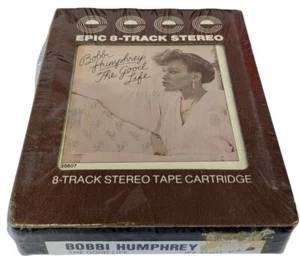 EPIC 8-TRACK STEREO
Bobbi Humphrey
The Good
Life
35607
8-TRACK STEREO TAPE CARTRIDGE
BOBBI HUMPHREY
THE GOOD LIFE